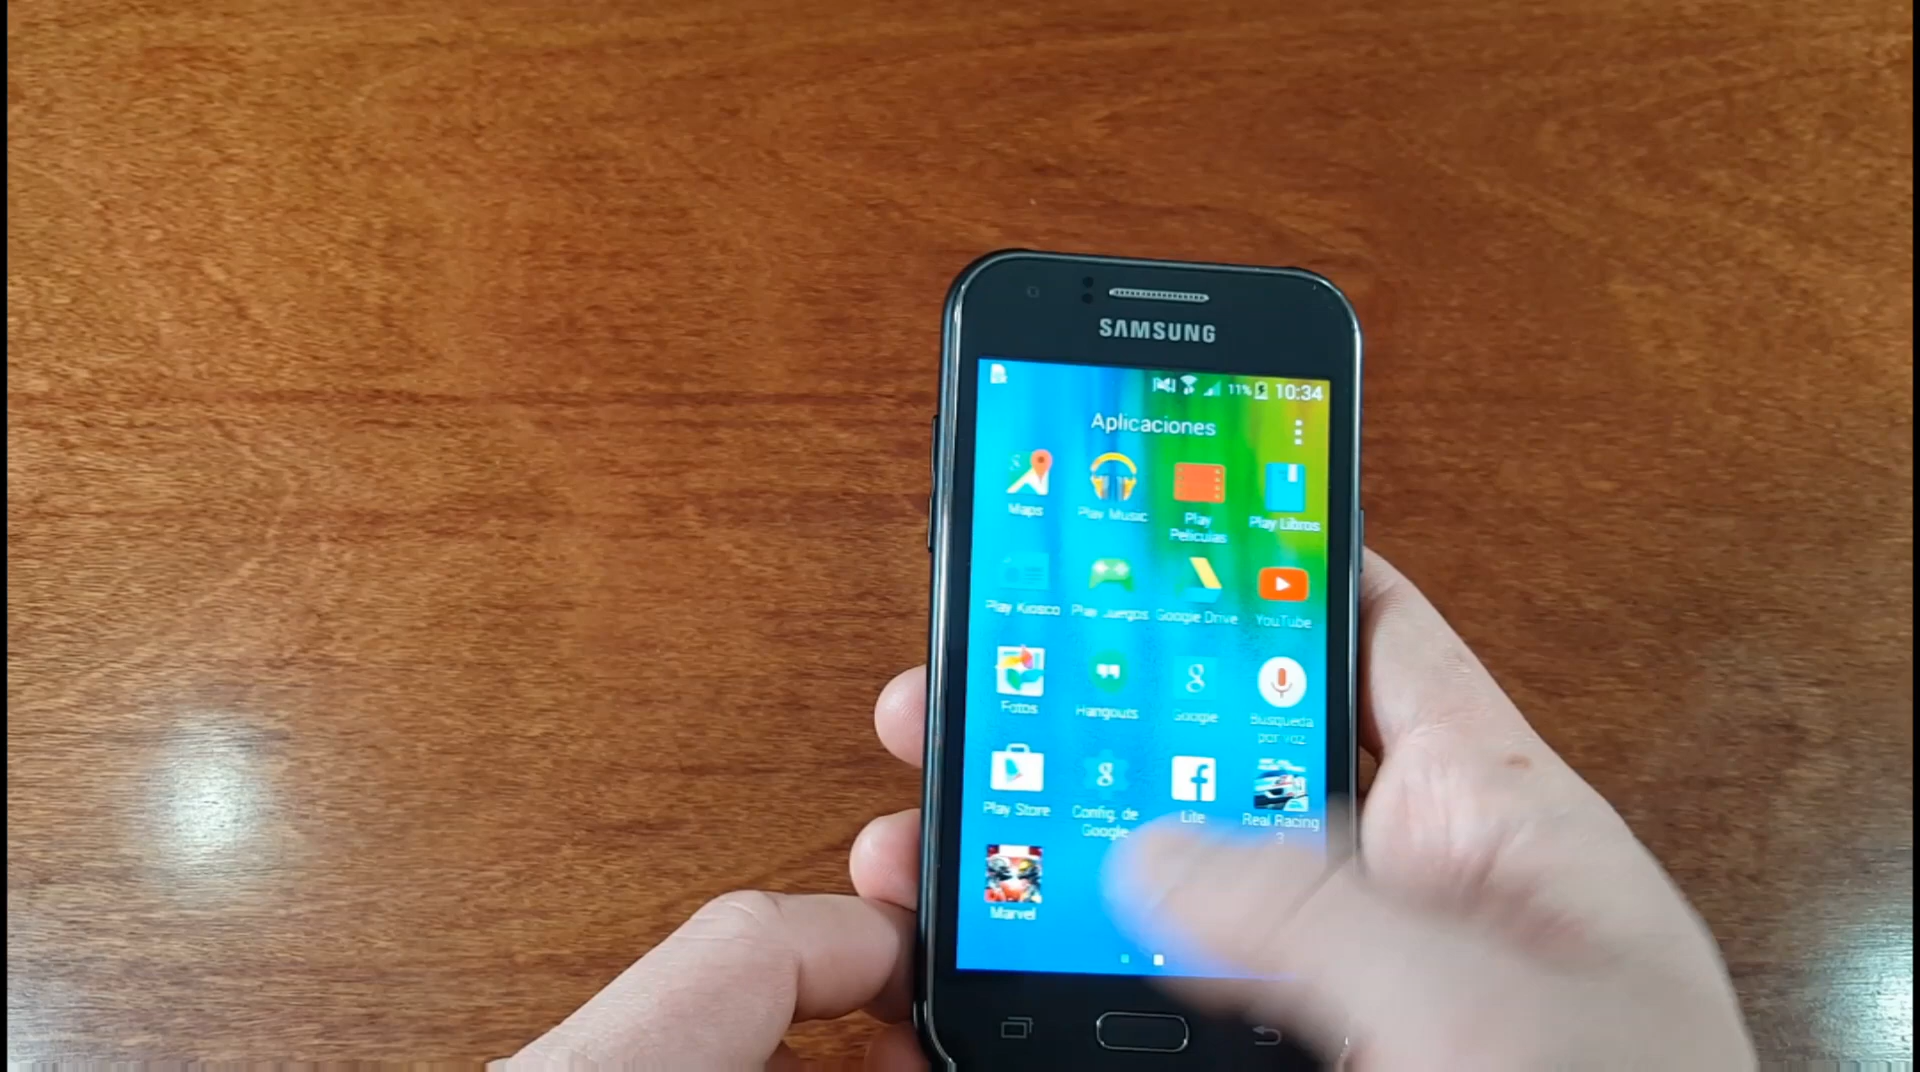 SAMSUNG
11% 10:34
Aplicaciones
Maps
Play Music
Play
Películas
Play Libros
Play Kiosco
Play Juegos
Google Drive
YouTube
Fotos
Hangouts
Google
Búsqueda
por voz
Play Store
Config. de
Google
Lite
Real Racing
3
Marvel